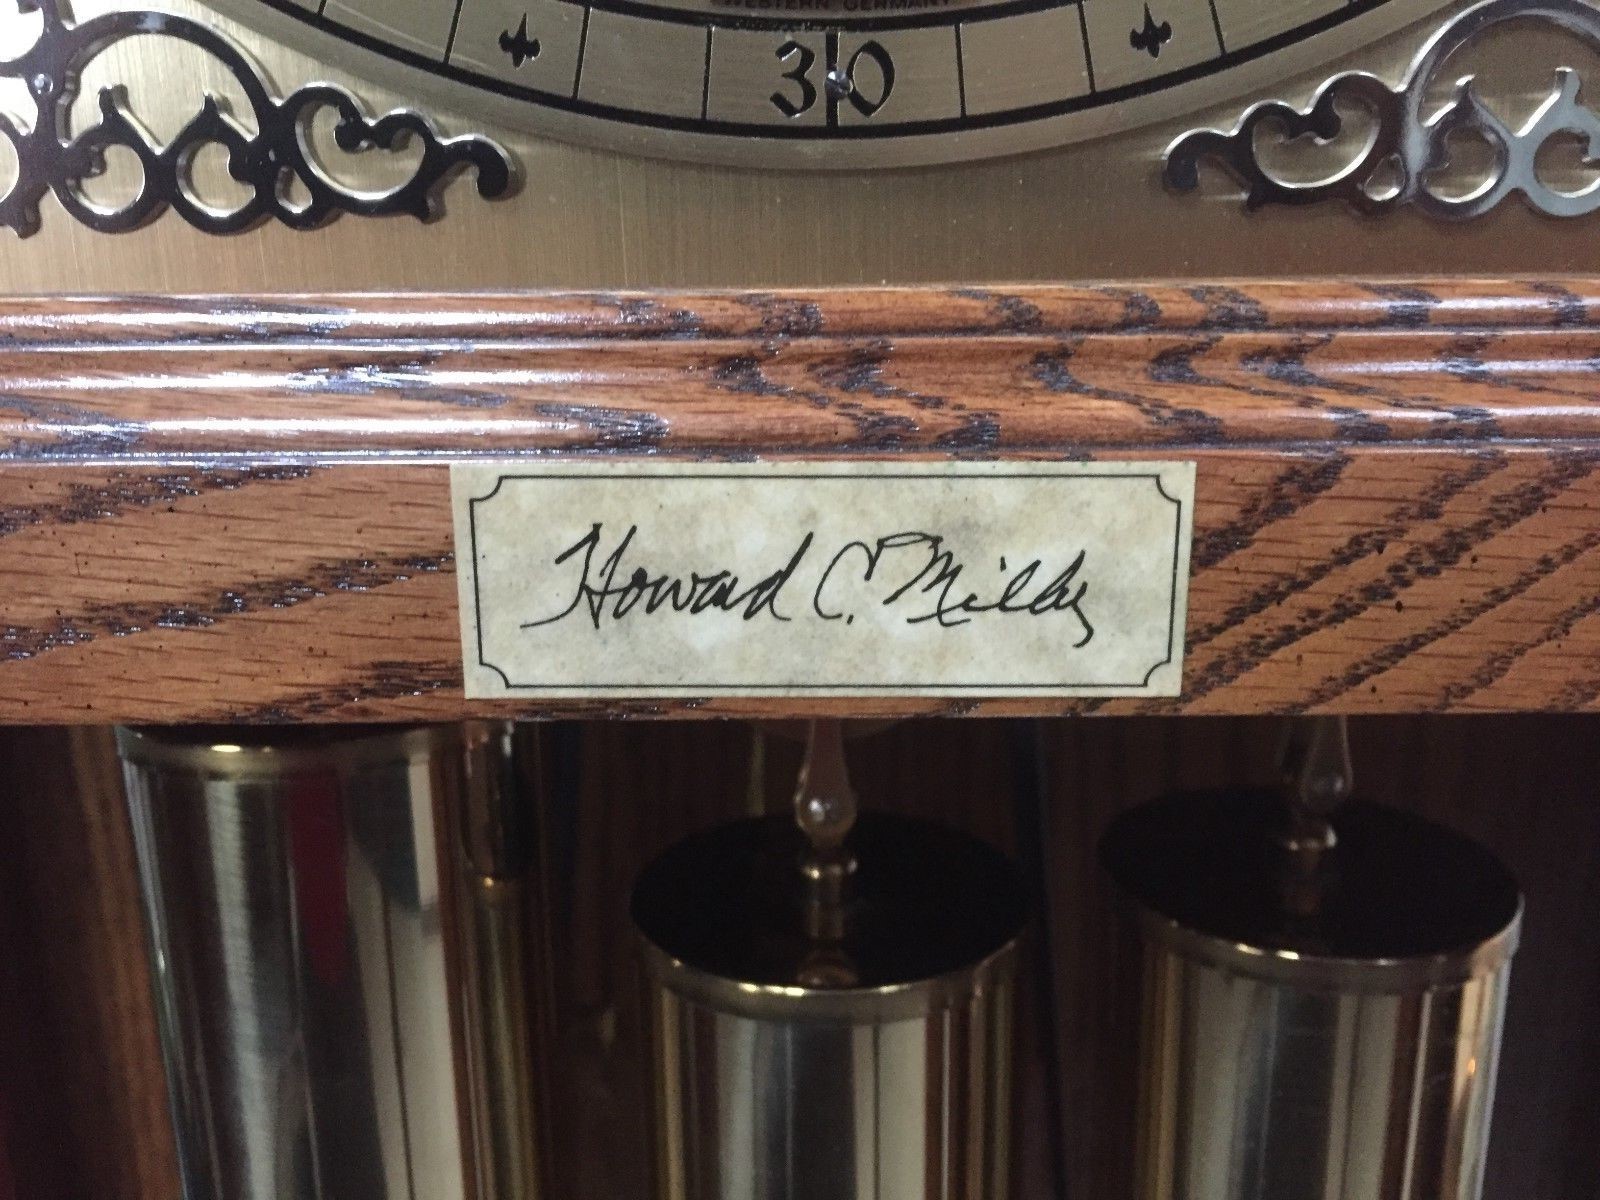 WESTERN GERMANY
30
Howard C. Miller